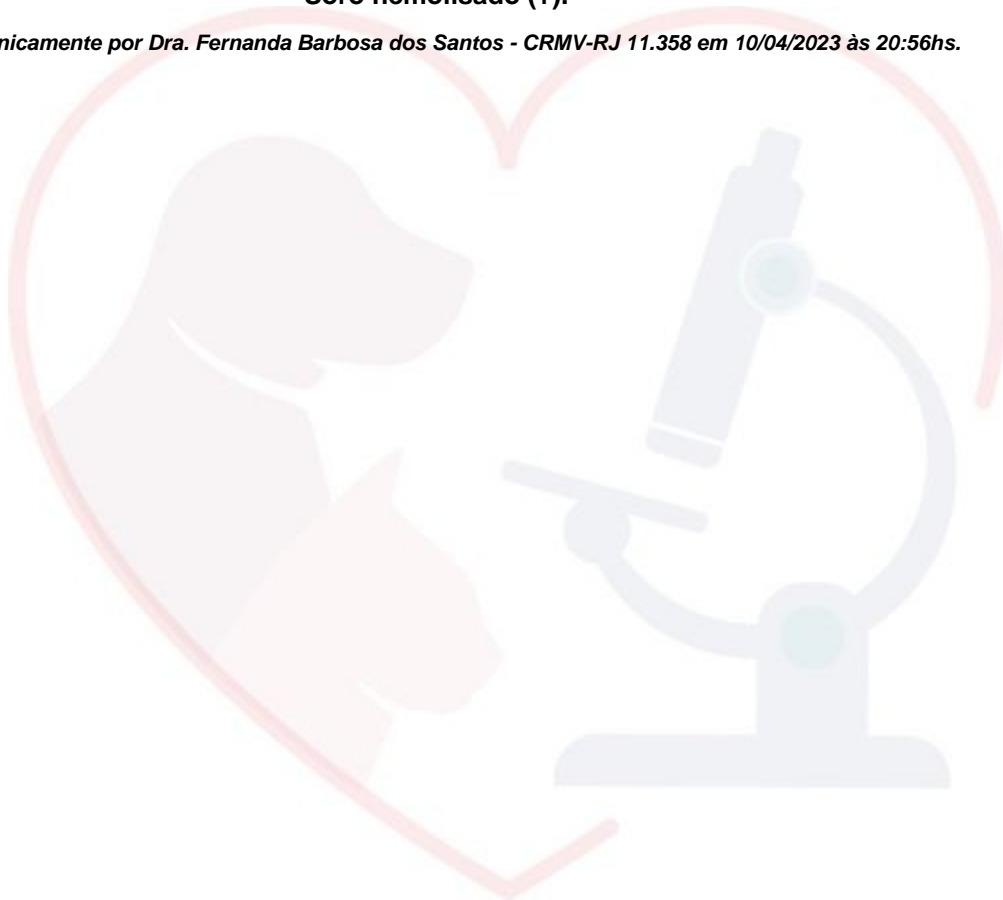 Soro hemolisado (+).
nicamente por Dra. Fernanda Barbosa dos Santos - CRMV-RJ 11.358 em 10/04/2023 às 20:56hs.